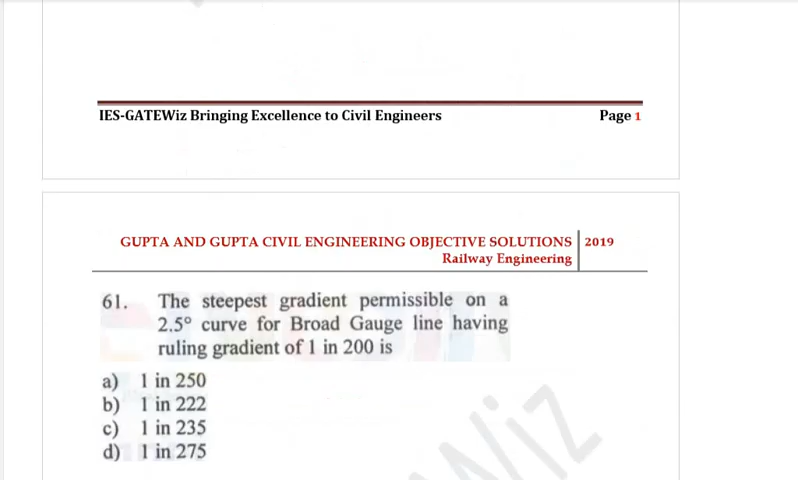 IES-GATEWiz Bringing Excellence to Civil Engineers Page 1
GUPTA AND GUPTA CIVIL ENGINEERING OBJECTIVE SOLUTIONS 2019
Railway Engineering
61. The steepest gradient permissible on a
2.5° curve for Broad Gauge line having
ruling gradient of 1 in 200 is
a) 1 in 250
b) 1 in 222
c) 1 in 235
d) 1 in 275
Wiz